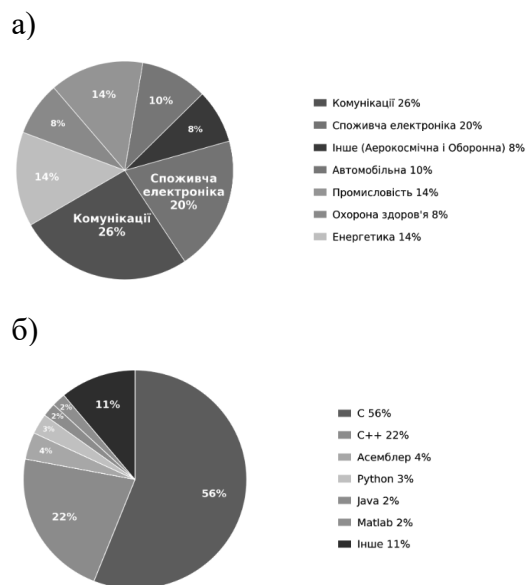 а)
14%
10%
8%
8%
14%
Споживча
електроніка
20%
Комунікації
26%
Комунікації 26%
Споживча електроніка 20%
Інше (Аерокосмічна і Оборонна) 8%
Автомобільна 10%
Промисловість 14%
Охорона здоров'я 8%
Енергетика 14%
б)
2%
11%
2%
3%
4%
56%
22%
C 56%
C++ 22%
Асемблер 4%
Python 3%
Java 2%
Matlab 2%
Інше 11%